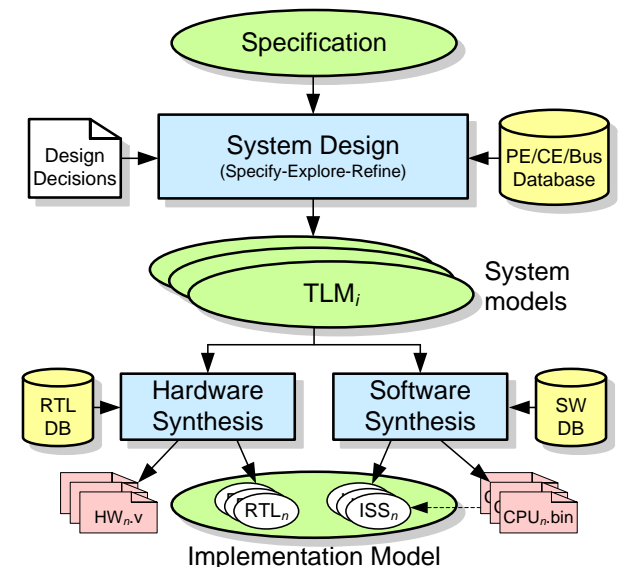 Specification
System Design
(Specify-Explore-Refine)
Design
Decisions
PE/CE/Bus
Database
TLMi
System
models
Hardware
Synthesis
Software
Synthesis
RTL
DB
SW
DB
HWn.v
RTLn
ISSn
CPUn.bin
Implementation Model